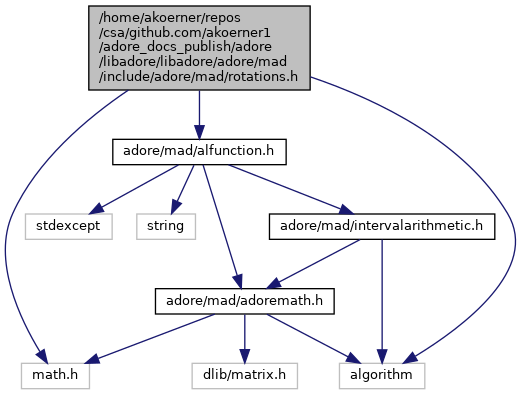 /home/akoerner/repos
/csa/github.com/akoerner1
/adore_docs_publish/adore
/libadore/libadore/adore/mad
/include/adore/mad/rotations.h
adore/mad/alfunction.h
stdexcept
string
adore/mad/intervalarithmetic.h
adore/mad/adoremath.h
math.h
dlib/matrix.h
algorithm